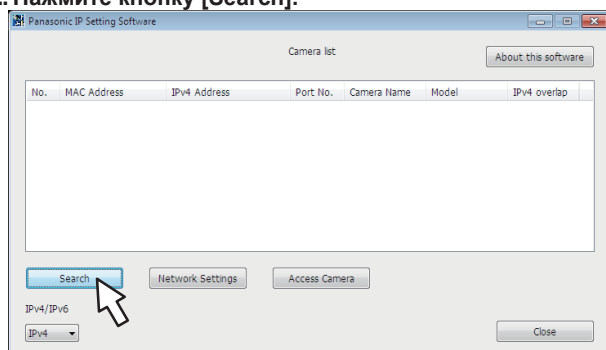 Нажмите кнопку [Search].
Panasonic IP Setting Software
Camera list
About this software
No. MAC Address IPv4 Address Port No. Camera Name Model IPv4 overlap
Search Network Settings Access Camera
IPv4/IPv6
IPv4 Close